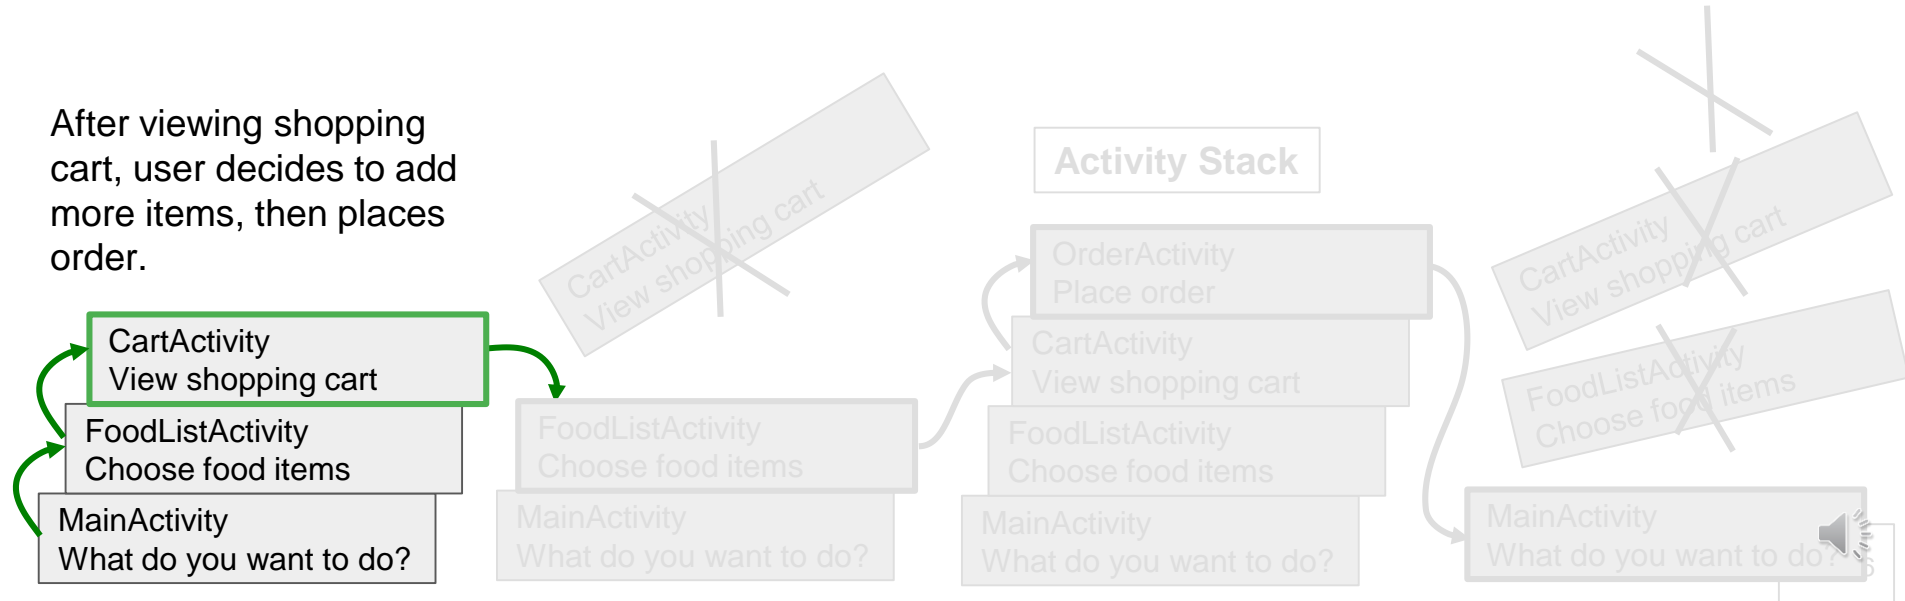 After viewing shopping
cart, user decides to add
more items, then places
order.
CartActivity
View shopping cart
FoodListActivity
Choose food items
MainActivity
What do you want to do?
CartActivity
View shopping cart
FoodListActivity
Choose food items
MainActivity
What do you want to do?
Activity Stack
OrderActivity
Place order
CartActivity
View shopping cart
FoodListActivity
Choose food items
MainActivity
What do you want to do?
CartActivity
View shopping cart
FoodListActivity
Choose food items
MainActivity
What do you want to do?